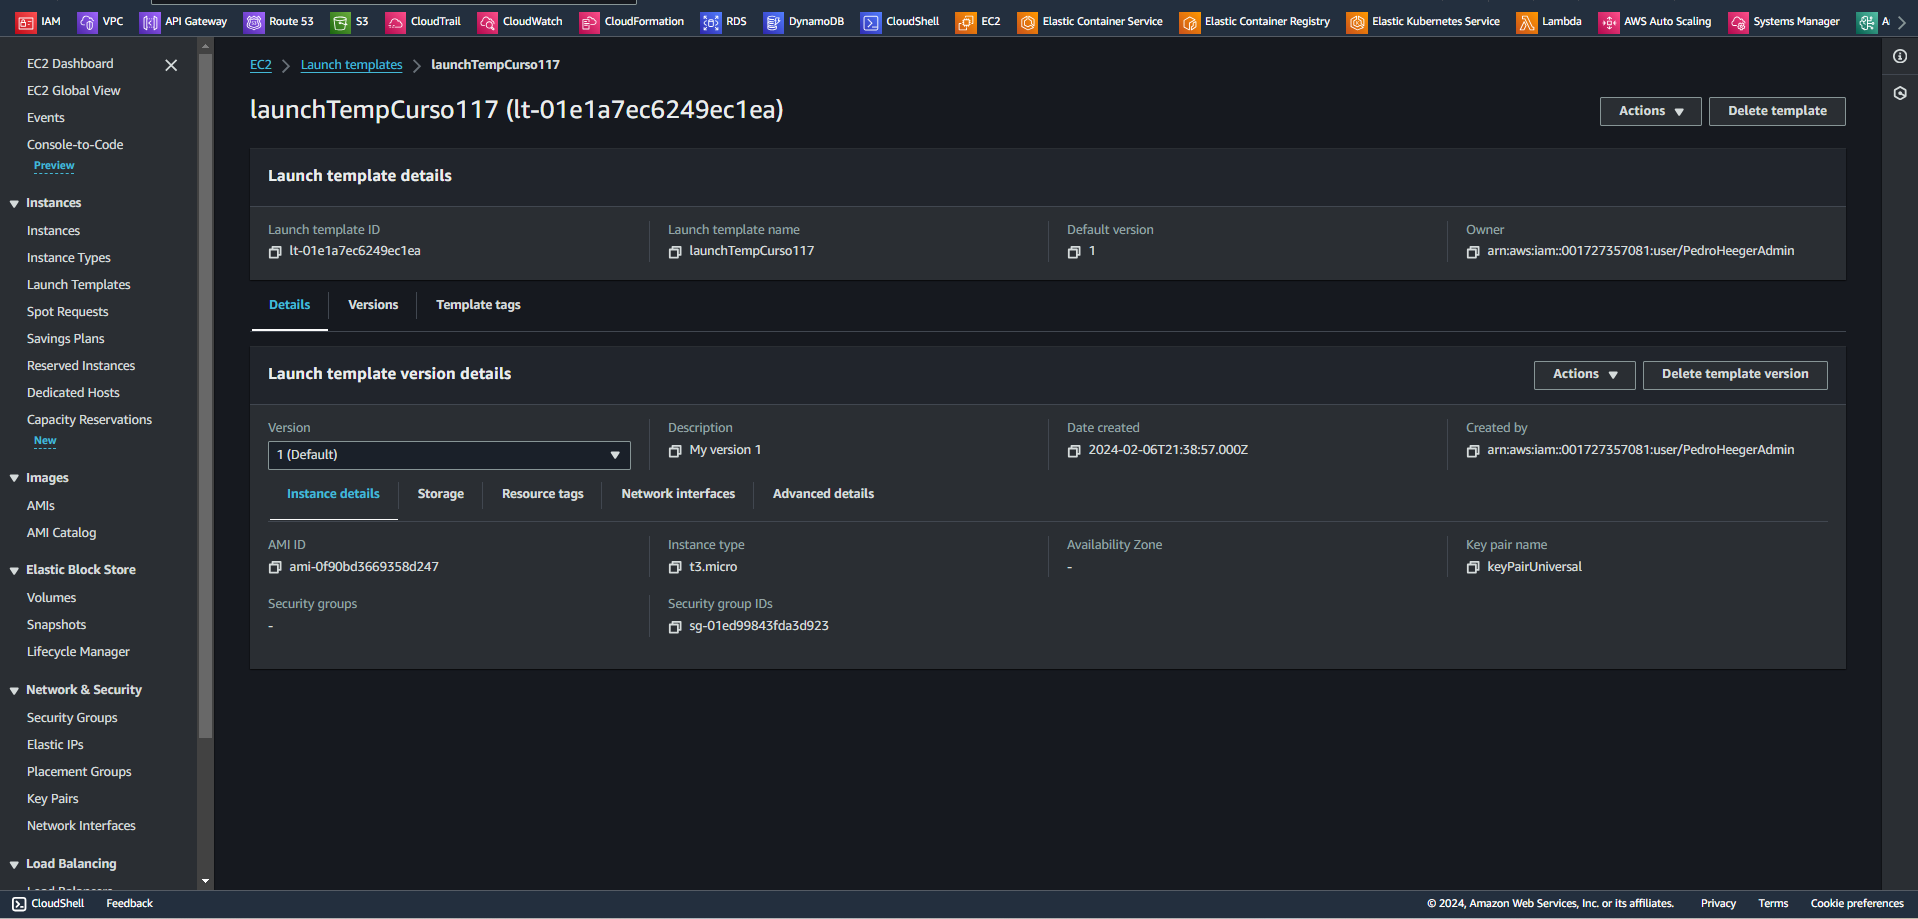 IAM VPC API Gateway Route 53 S3 CloudTrail CloudWatch CloudFormation RDS DynamoDB CloudShell EC2 Elastic Container Service Elastic Container Registry Elastic Kubernetes Service Lambda AWS Auto Scaling Systems Manager A
EC2 Dashboard
EC2 Global View
Events
Console-to-Code
Preview
Instances
Instances
Instance Types
Launch Templates
Spot Requests
Savings Plans
Reserved Instances
Dedicated Hosts
Capacity Reservations
New
Images
AMIs
AMI Catalog
Elastic Block Store
Volumes
Snapshots
Lifecycle Manager
Network & Security
Security Groups
Elastic IPs
Placement Groups
Key Pairs
Network Interfaces
Load Balancing
Load Balancers
EC2 Launch templates launchTempCurso117
launchTempCurso117 (lt-01e1a7ec6249ec1ea)
Actions Delete template
Launch template details
Launch template ID Launch template name Default version Owner
lt-01e1a7ec6249ec1ea launchTempCurso117 1 arn:aws:iam::001727357081:user/PedroHeegerAdmin
Details Versions Template tags
Launch template version details
Actions Delete template version
Version Description Date created Created by
1 (Default) My version 1 2024-02-06T21:38:57.000Z arn:aws:iam::001727357081:user/PedroHeegerAdmin
Instance details Storage Resource tags Network interfaces Advanced details
AMI ID Instance type Availability Zone Key pair name
ami-0f90bd3669358d247 t3.micro - keyPairUniversal
Security groups Security group IDs
- sg-01ed99843fda3d923
CloudShell Feedback © 2024, Amazon Web Services, Inc. or its affiliates. Privacy Terms Cookie preferences